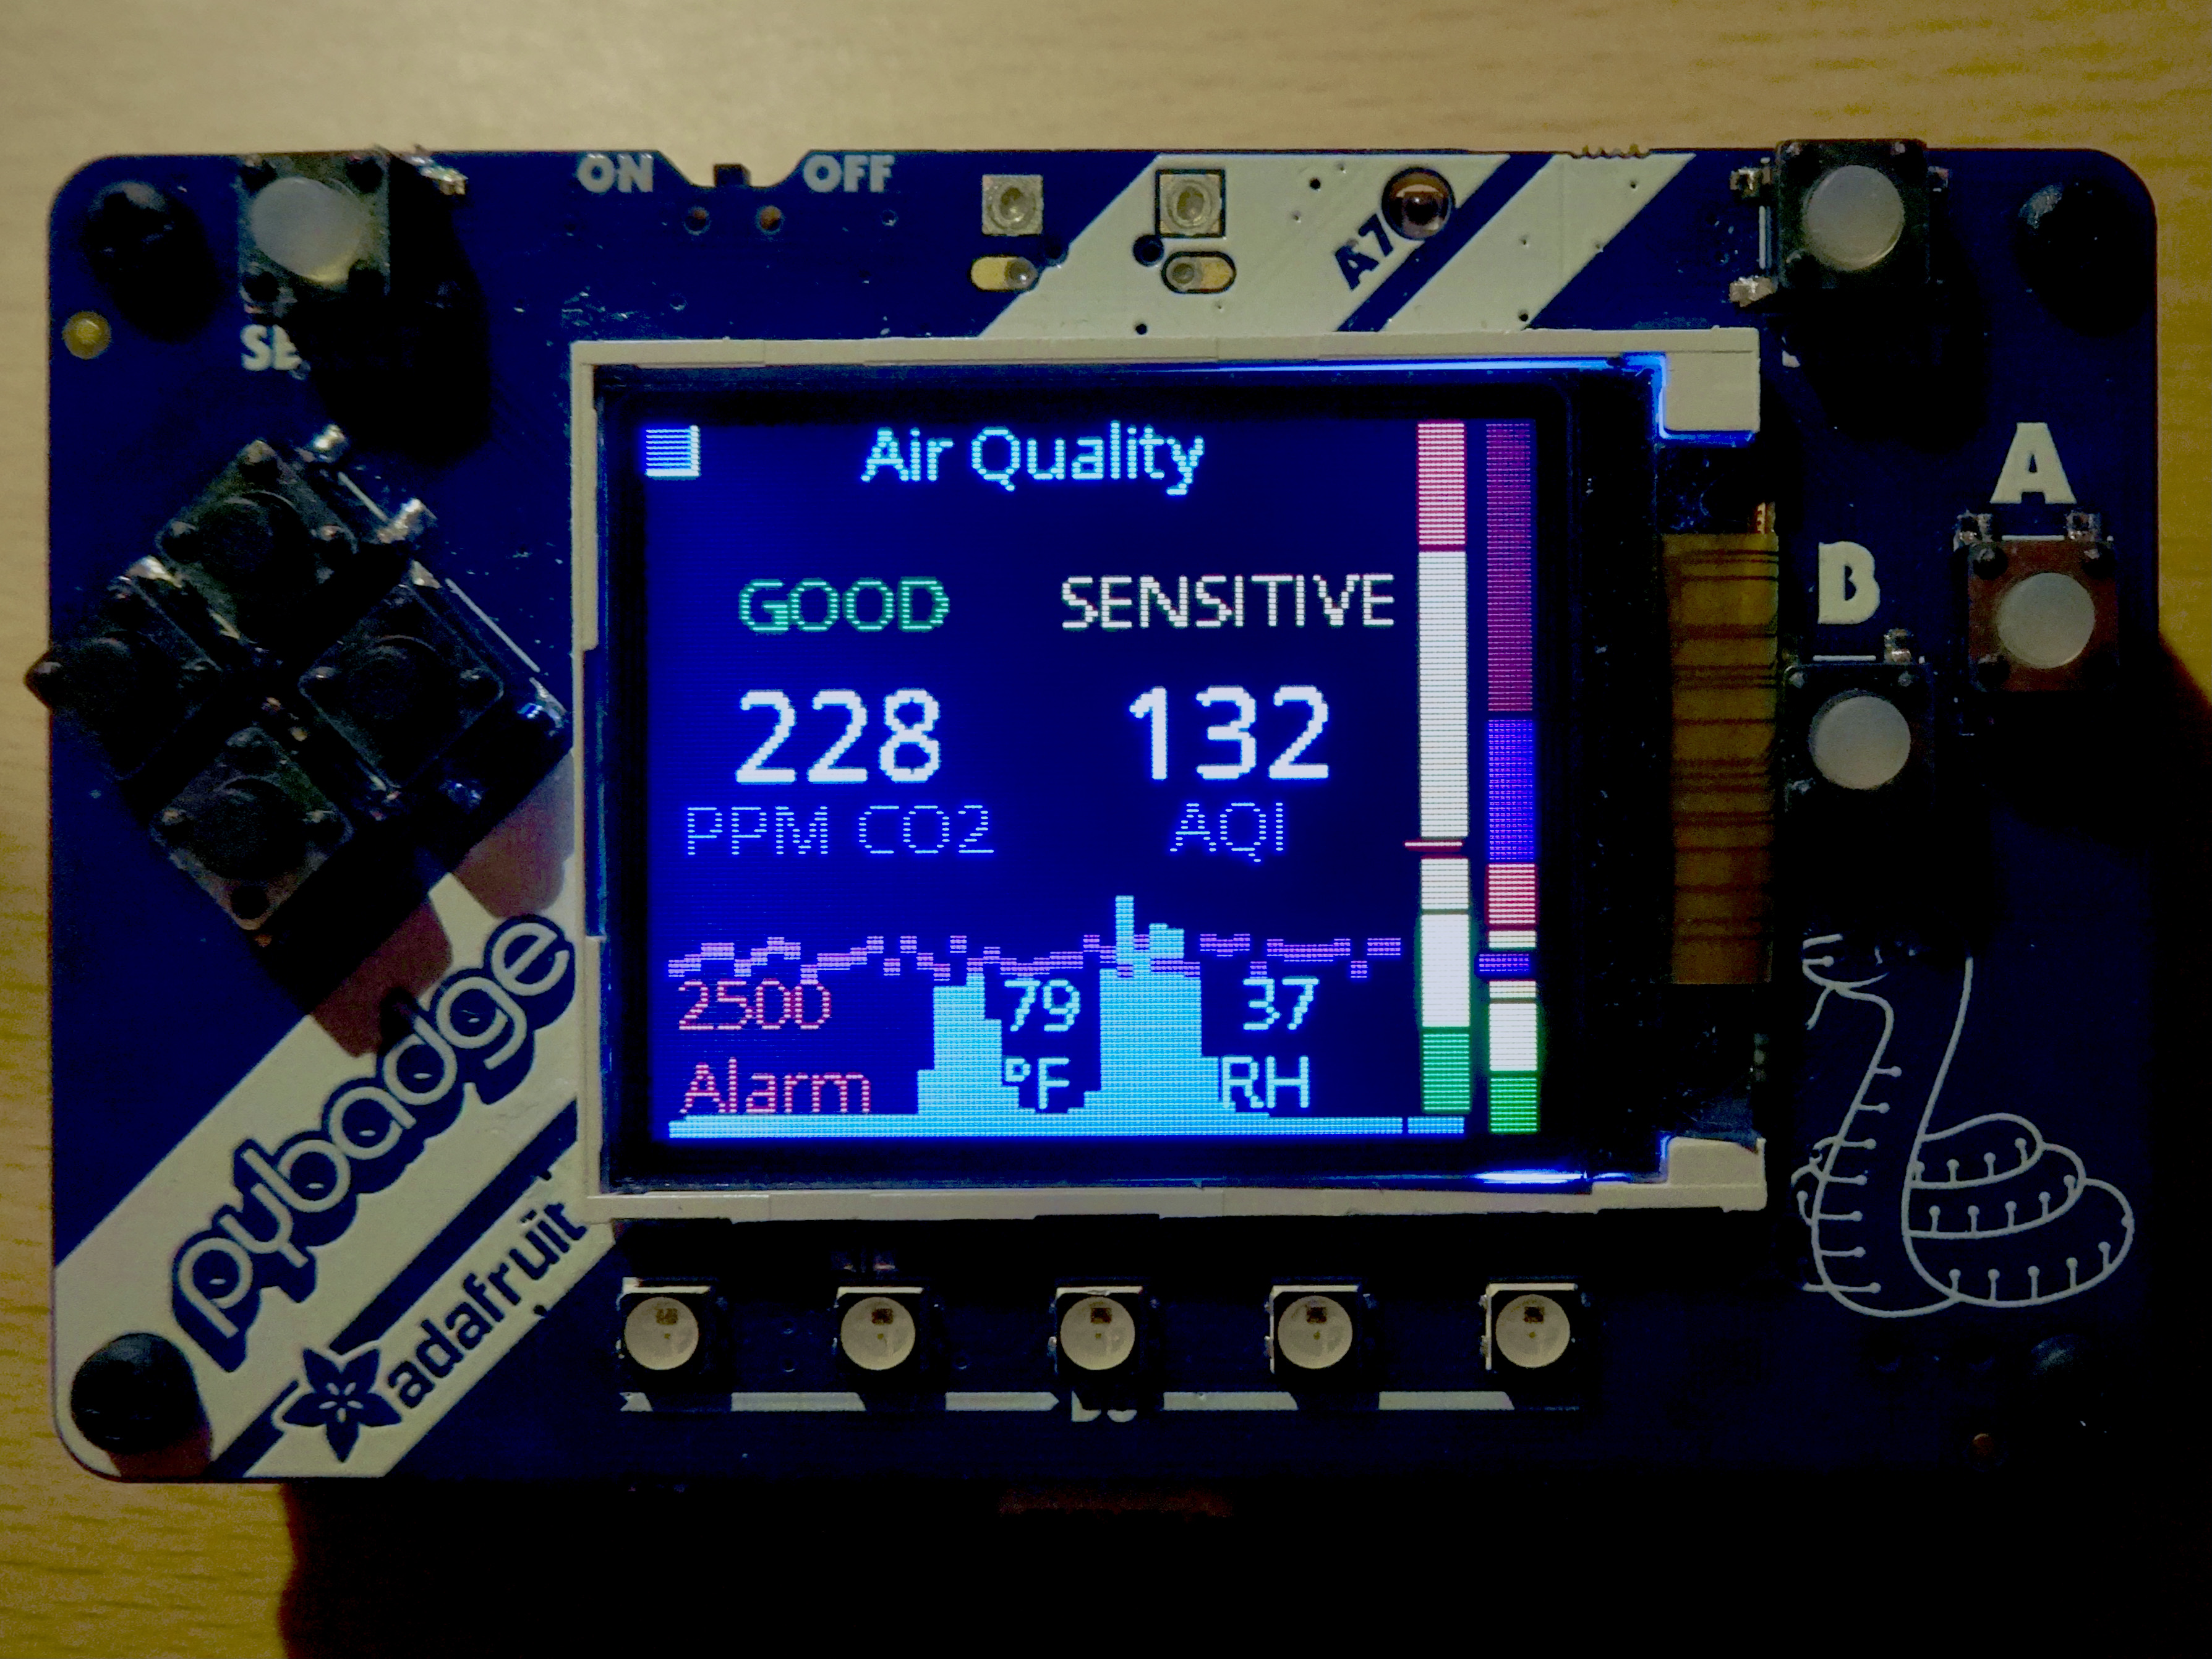 ON OFF
A7
SE
A
B
Air Quality
GOOD SENSITIVE
228 132
PPM CO2 AQI
2500 79 37
Alarm °F RH
pybadge
adafruit